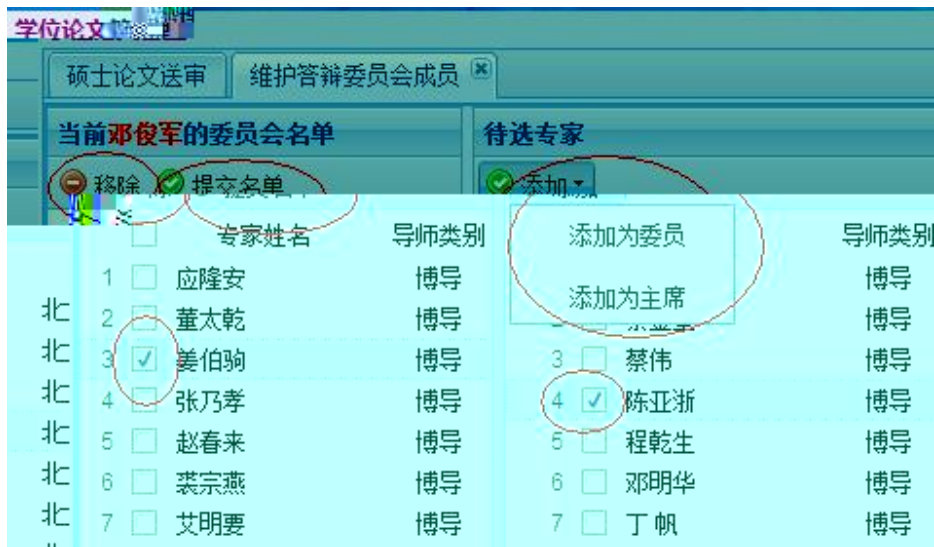 学位论文
硕士论文送审 维护答辩委员会成员
当前邓俊军的委员会名单 待选专家
移除 提交名单 添加
专家姓名 导师类别 添加为委员 导师类别
1 应隆安 博导 博导
添加为主席
北 2 董太乾 博导 博导
北 3 姜伯驹 博导 3 蔡伟 博导
北 4 张乃孝 博导 4 陈亚浙 博导
北 5 赵春来 博导 5 程乾生 博导
北 6 裘宗燕 博导 6 邓明华 博导
北 7 艾明要 博导 7 丁帆 博导